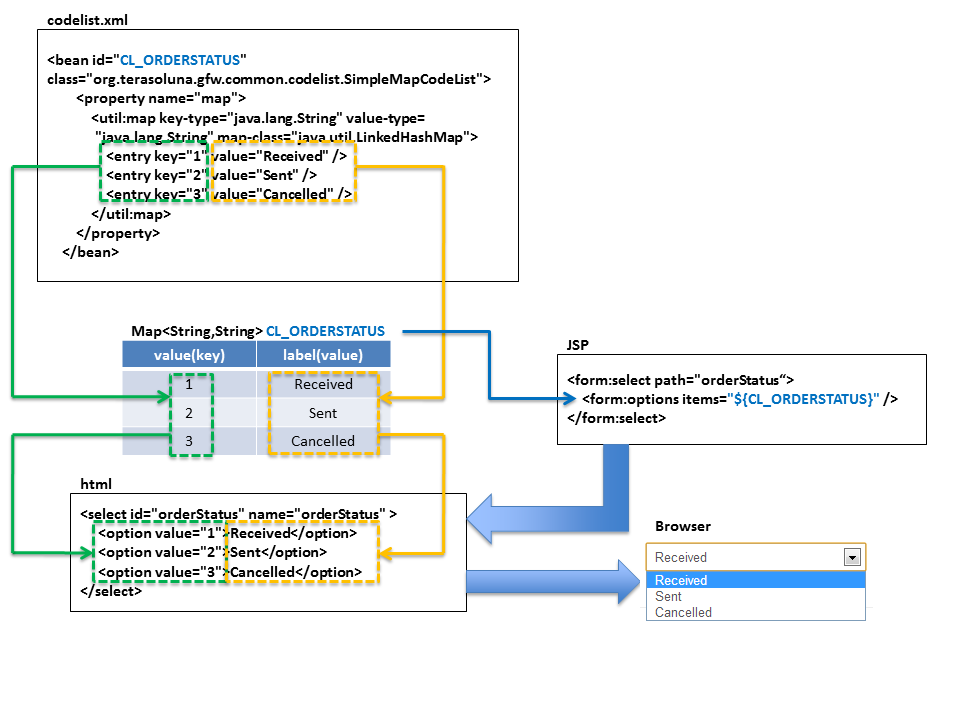 codelist.xml
<bean id="CL_ORDERSTATUS"
class="org.terasoluna.gfw.common.codelist.SimpleMapCodeList">
<property name="map">
<util:map key-type="java.lang.String" value-type=
"java.lang.String" map-class="java.util.LinkedHashMap">
<entry key="1" value="Received" />
<entry key="2" value="Sent" />
<entry key="3" value="Cancelled" />
</util:map>
</property>
</bean>
Map<String,String> CL_ORDERSTATUS
value(key) label(value)
1 Received
2 Sent
3 Cancelled
JSP
<form:select path="orderStatus“>
<form:options items="${CL_ORDERSTATUS}" />
</form:select>
html
<select id="orderStatus" name="orderStatus" >
<option value="1">Received</option>
<option value="2">Sent</option>
<option value="3">Cancelled</option>
</select>
Browser
Received
Received
Sent
Cancelled